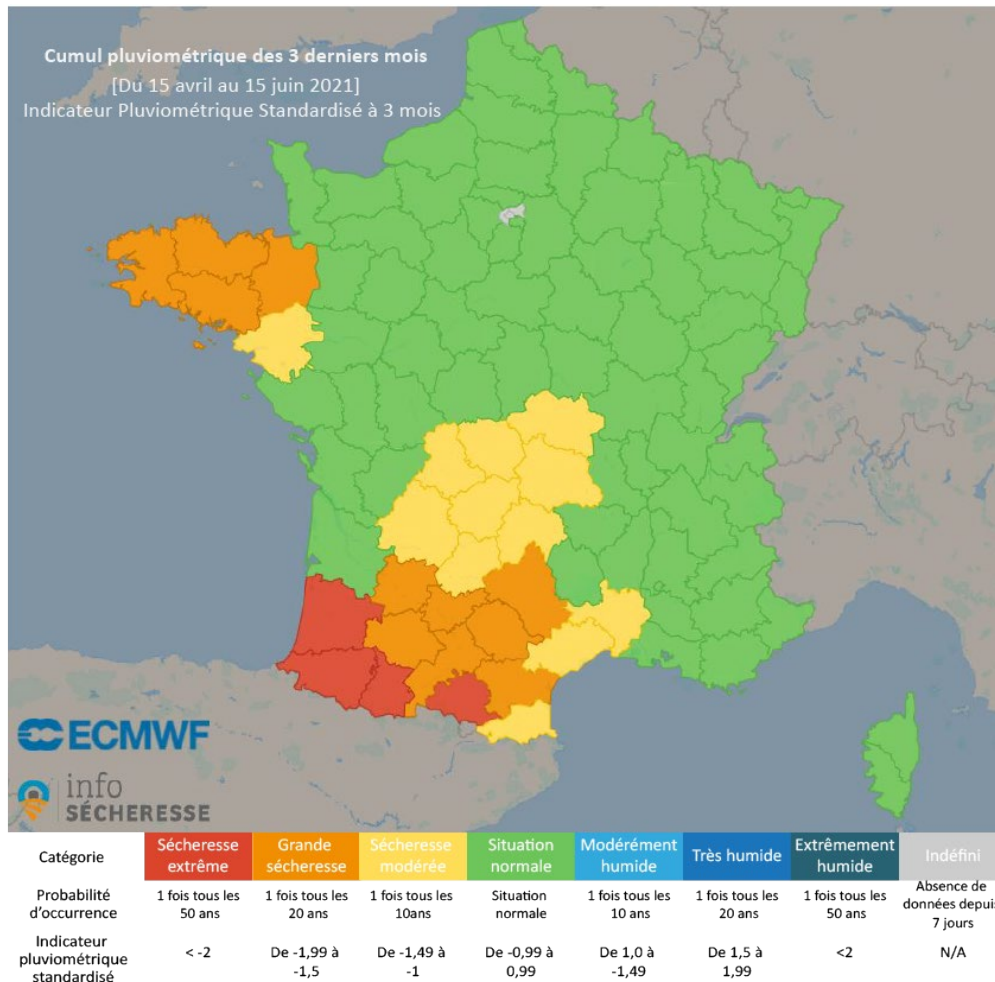 Cumul pluviométrique des 3 derniers mois
[Du 15 avril au 15 juin 2021]
Indicateur Pluviométrique Standardisé à 3 mois
ECMWF
info
SÉCHERESSE
Catégorie
Sécheresse
extrême
Grande
sécheresse
Sécheresse
modérée
Situation
normale
Modérément
humide
Très humide
Extrêmement
humide
Indéfini
Probabilité
d'occurrence
1 fois tous les
50 ans
1 fois tous les
20 ans
1 fois tous les
10ans
Situation
normale
1 fois tous les
10 ans
1 fois tous les
20 ans
1 fois tous les
50 ans
Absence de
données depuis
7 jours
Indicateur
pluviométrique
standardisé
< -2
De -1,99 à
-1,5
De -1,49 à
-1
De -0,99 à
0,99
De 1,0 à
-1,49
De 1,5 à
1,99
<2
N/A